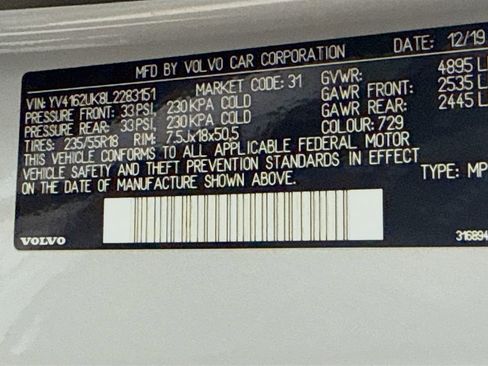 MFD BY VOLVO CAR CORPORATION DATE: 12/19
VIN: YV4162UK8L2283151 MARKET CODE: 31 GVWR: 4895 L
PRESSURE FRONT: 33 PSI, 230 KPA COLD GAWR FRONT: 2535 L
PRESSURE REAR: 33 PSI, 230 KPA COLD GAWR REAR: 2445 L
TIRES: 235/55R18 RIM: 7.5Jx18x50.5 COLOUR: 729
THIS VEHICLE CONFORMS TO ALL APPLICABLE FEDERAL MOTOR
VEHICLE SAFETY AND THEFT PREVENTION STANDARDS IN EFFECT
ON THE DATE OF MANUFACTURE SHOWN ABOVE. TYPE: MP
VOLVO 316894